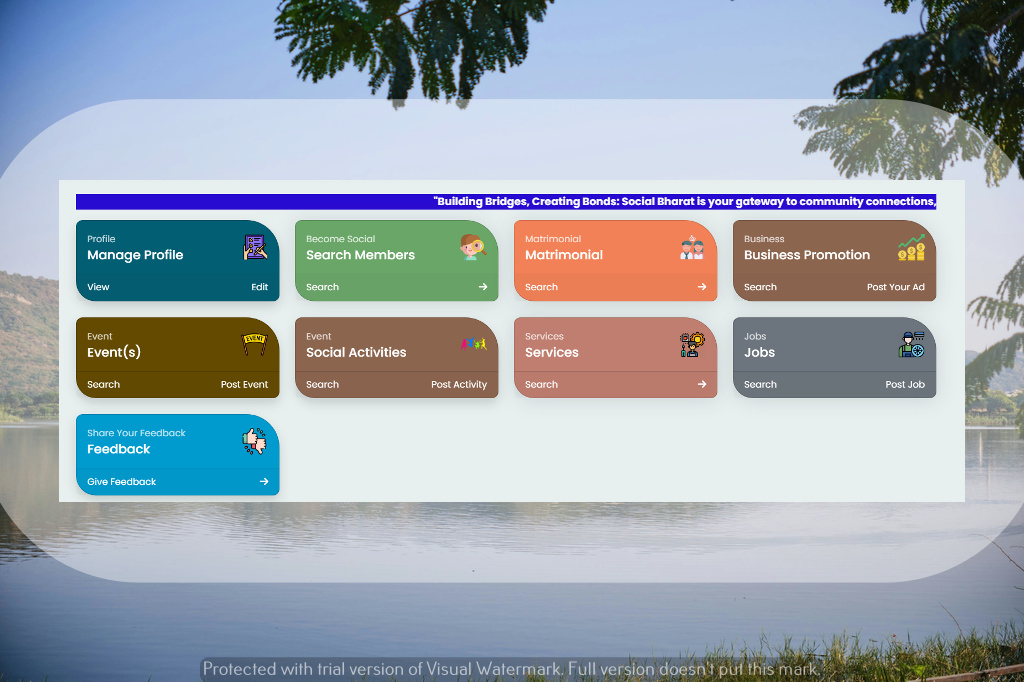 "Building Bridges, Creating Bonds: Social Bharat is your gateway to community connections,
Profile
Manage Profile
View Edit
Become Social
Search Members
Search →
Matrimonial
Matrimonial
Search →
Business
Business Promotion
Search Post Your Ad
Event
Event(s)
EVENT
Search Post Event
Event
Social Activities
Search Post Activity
Services
Services
Search →
Jobs
Jobs
Search Post Job
Share Your Feedback
Feedback
Give Feedback →
Protected with trial version of Visual Watermark. Full version doesn't put this mark.